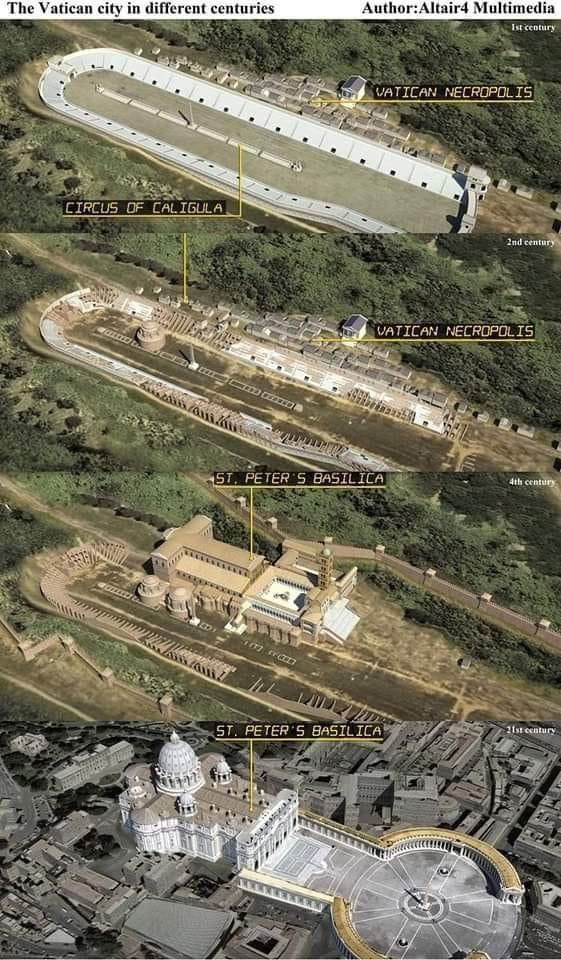 The Vatican city in different centuries
Author:Altair4 Multimedia
1st century
VATICAN NECROPOLIS
CIRCUS OF CALIGULA
2nd century
VATICAN NECROPOLIS
ST. PETER'S BASILICA
4th century
ST. PETER'S BASILICA
21st century